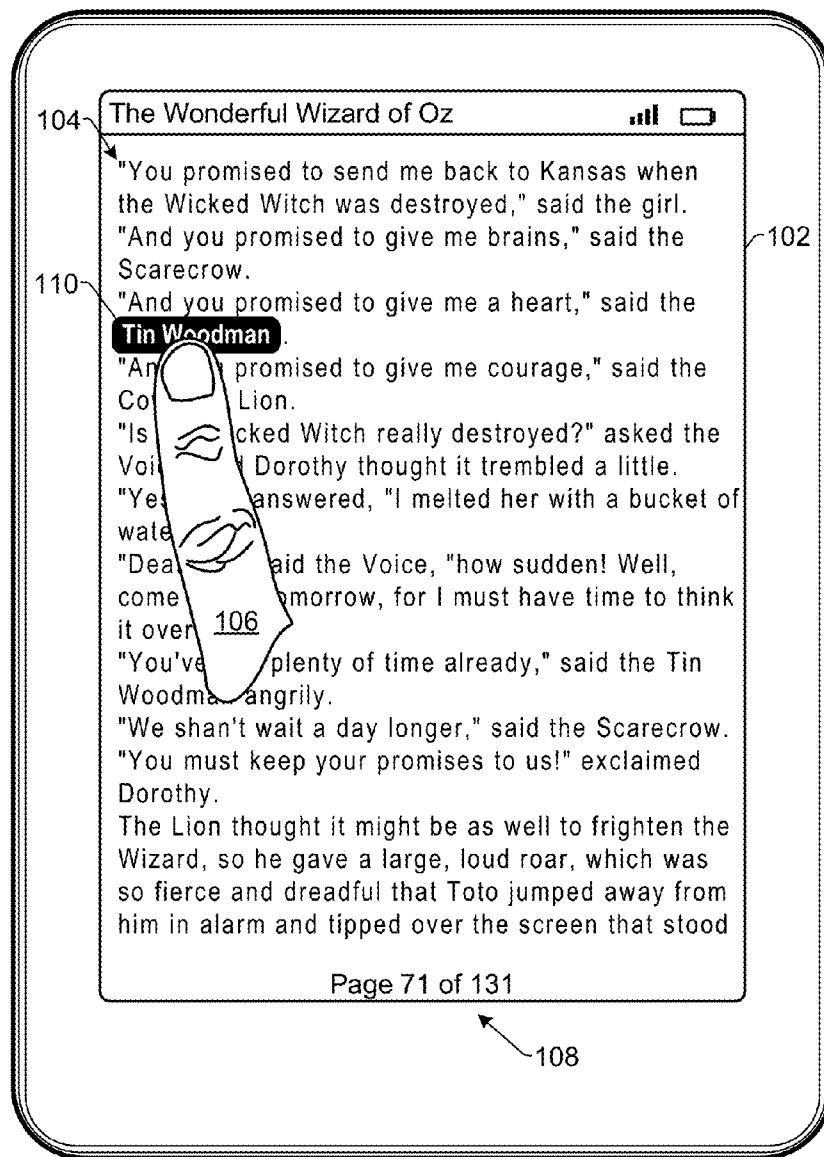 The Wonderful Wizard of Oz
104
"You promised to send me back to Kansas when
the Wicked Witch was destroyed," said the girl.
"And you promised to give me brains," said the
102
Scarecrow.
110
"And you promised to give me a heart," said the
Tin Woodman.
promised to give me courage," said the
Lion.
"Is Witch really destroyed?" asked the
Dorothy thought it trembled a little.
answered, "I melted her with a bucket of
the Voice, "how sudden! Well,
come for I must have time to think
it over
106
"You've plenty of time already," said the Tin
angrily.
"We shan't wait a day longer," said the Scarecrow.
"You must keep your promises to us!" exclaimed
Dorothy.
The Lion thought it might be as well to frighten the
Wizard, so he gave a large, loud roar, which was
so fierce and dreadful that Toto jumped away from
him in alarm and tipped over the screen that stood
Page 71 of 131
108